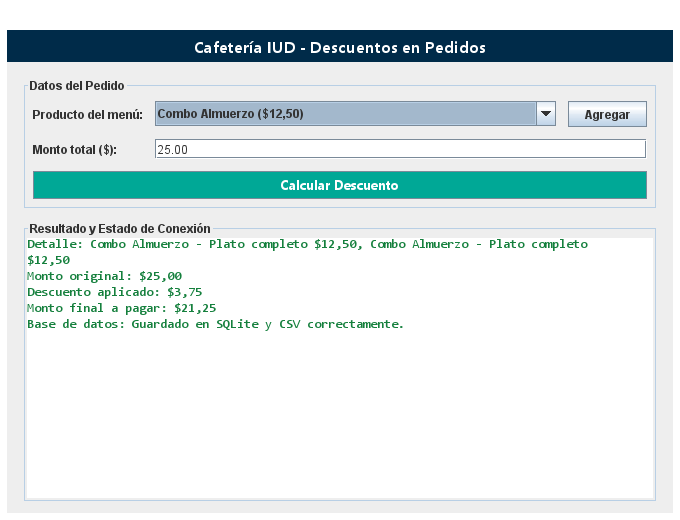 Cafetería IUD - Descuentos en Pedidos
Datos del Pedido
Producto del menú: Combo Almuerzo ($12,50) Agregar
Monto total ($): 25.00
Calcular Descuento
Resultado y Estado de Conexión
Detalle: Combo Almuerzo - Plato completo $12,50, Combo Almuerzo - Plato completo
$12,50
Monto original: $25,00
Descuento aplicado: $3,75
Monto final a pagar: $21,25
Base de datos: Guardado en SQLite y CSV correctamente.